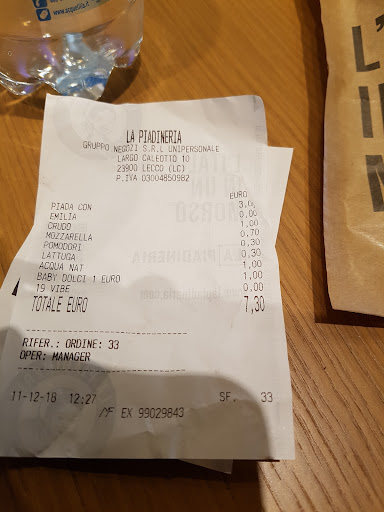 LA PIADINERIA
GRUPPO NEGOZI S.R.L UNIPERSONALE
LARGO CALEOTTO 10
23900 LECCO (LC)
P.IVA 03004850982
EURO
PIADA CON 3,00
EMILIA 0,00
CRUDO 1,00
MOZZARELLA 0,70
POMODORI 0,30
LATTUGA 0,30
ACQUA NAT 1,00
BABY DOLCI 1 EURO 1,00
19 VIBE 0,00
TOTALE EURO 7,30
RIFER.: ORDINE: 33
OPER: MANAGER
11-12-18 12:27 SF. 33
MF EX 99029843